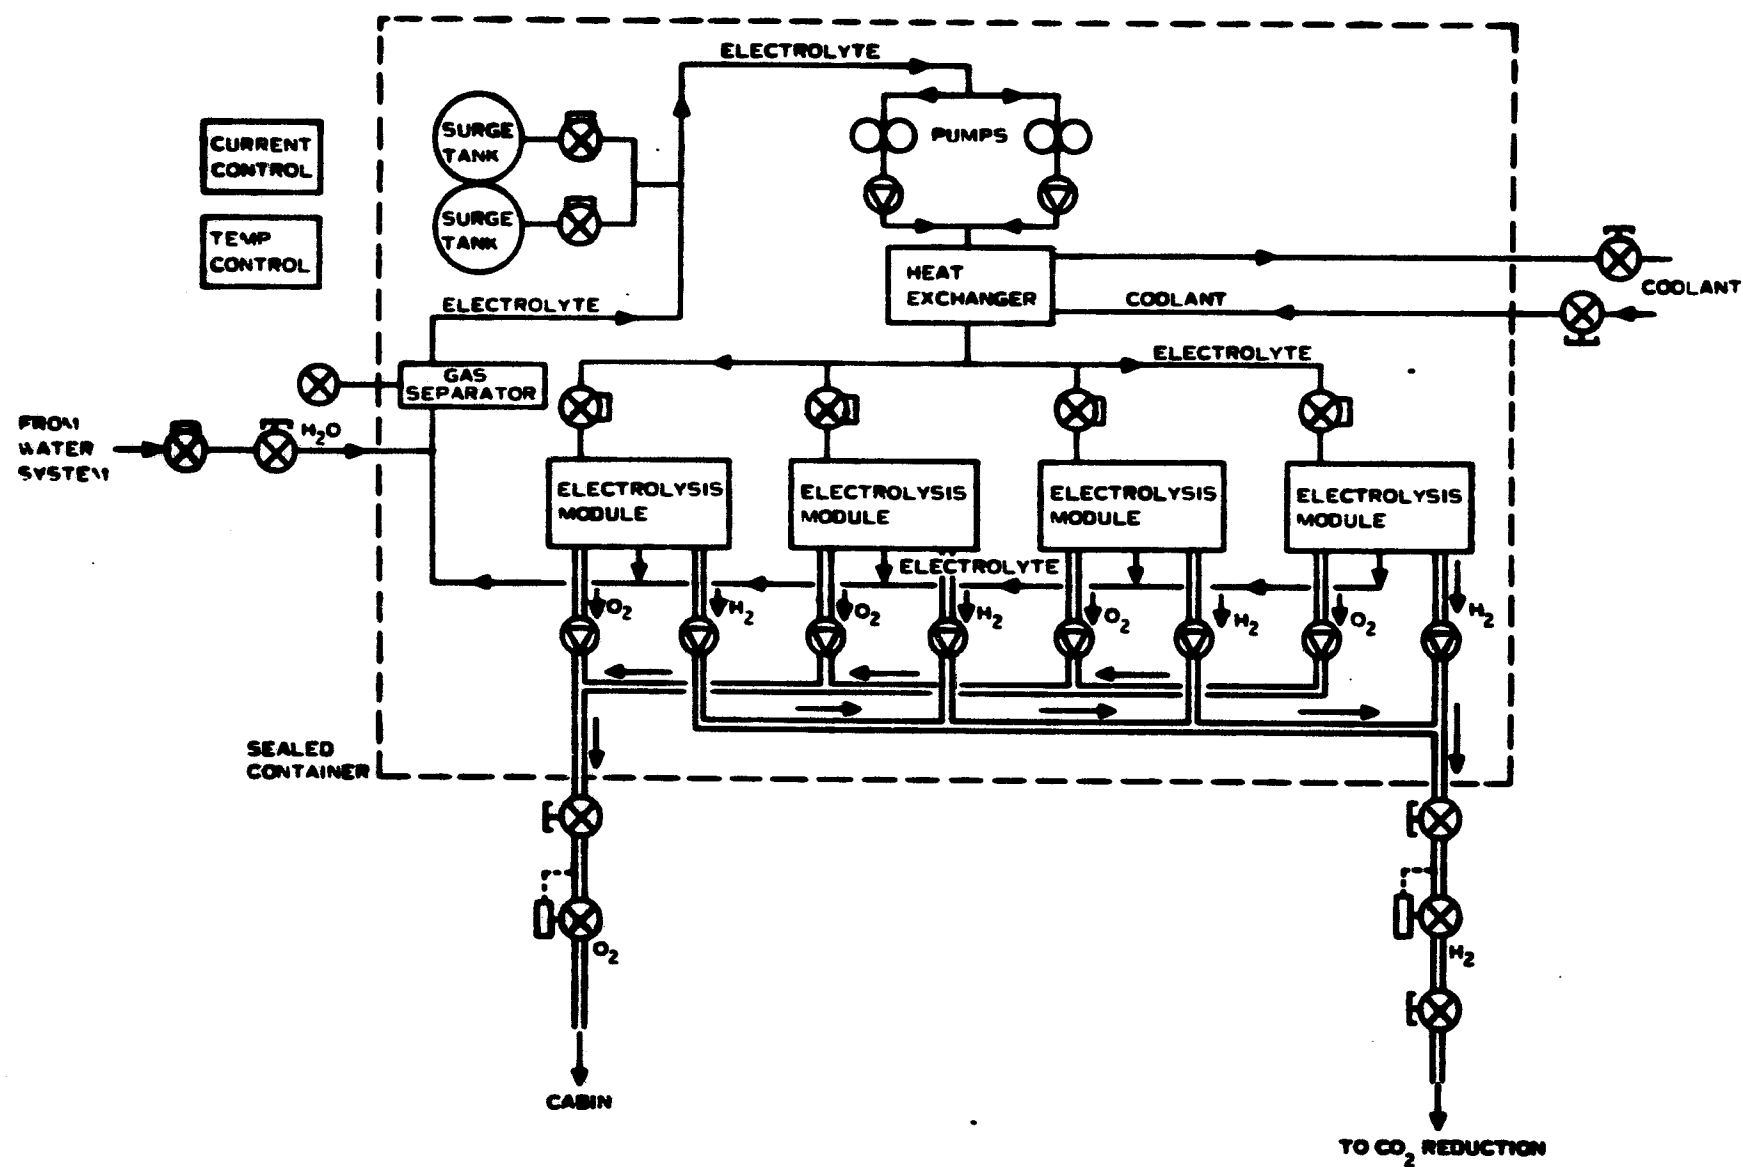 ELECTROLYTE
CURRENT
CONTROL
SURGE
TANK
PUMPS
SURGE
TANK
TEMP
CONTROL
HEAT
EXCHANGER
COOLANT
COOLANT
ELECTROLYTE
ELECTROLYTE
GAS
SEPARATOR
FROM
WATER
SYSTEM
H2O
ELECTROLYSIS
MODULE
ELECTROLYSIS
MODULE
ELECTROLYSIS
MODULE
ELECTROLYSIS
MODULE
ELECTROLYTE
O2
H2
O2
H2
O2
H2
O2
H2
SEALED
CONTAINER
O2
H2
CABIN
TO CO2 REDUCTION